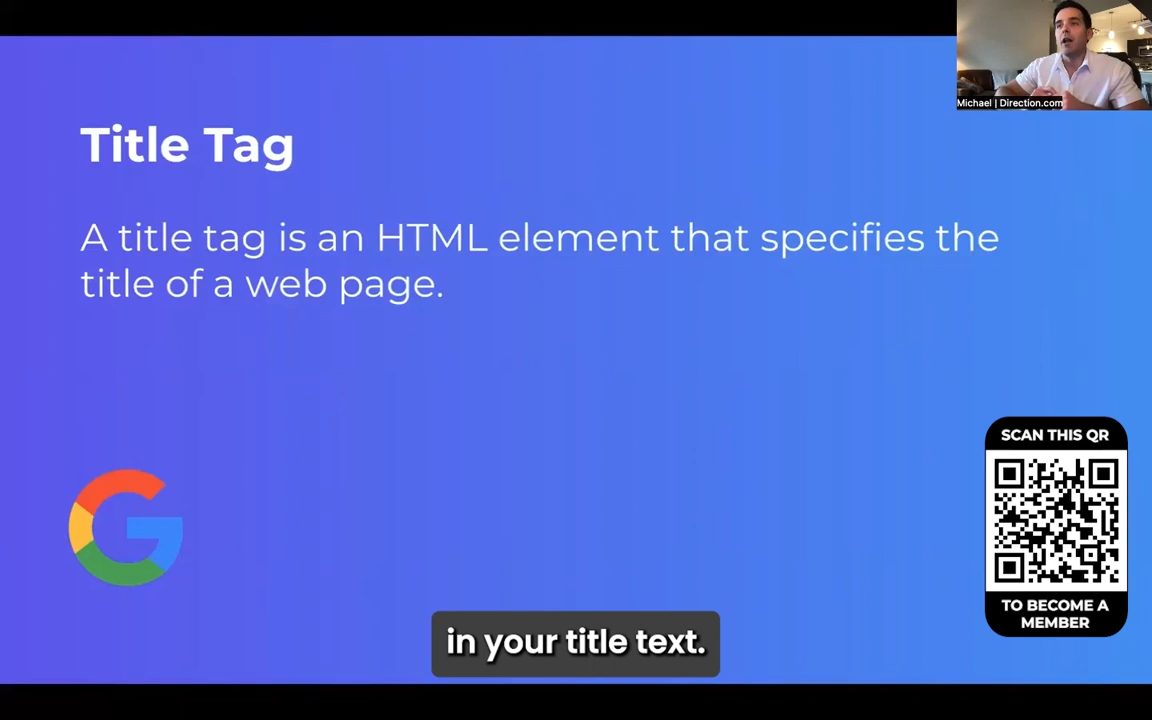 Michael | Direction.com
Title Tag
A title tag is an HTML element that specifies the
title of a web page.
SCAN THIS QR
TO BECOME A
MEMBER
in your title text.